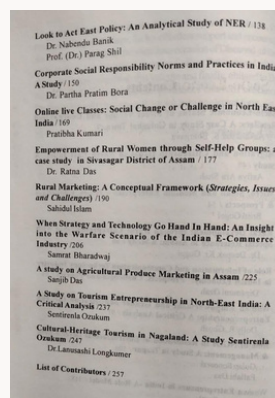 Look to Act East Policy: An Analytical Study of NER / 138
Dr. Nabendu Banik
Prof. (Dr.) Parag Shil
Corporate Social Responsibility Norms and Practices in India
A Study / 150
Dr. Partha Pratim Bora
Online live Classes: Social Change or Challenge in North Eas
India / 169
Pratibha Kumari
Empowerment of Rural Women through Self-Help Groups: a
case study in Sivasagar District of Assam / 177
Dr. Ratna Das
Rural Marketing: A Conceptual Framework (Strategies, Issues
and Challenges) / 190
Sahidul Islam
When Strategy and Technology Go Hand In Hand: An Insight
into the Warfare Scenario of the Indian E-Commerce
Industry /206
Samrat Bharadwaj
A study on Agricultural Produce Marketing in Assam /225
Sanjib Das
A Study on Tourism Entrepreneurship in North-East India: A
Critical Analysis /237
Sentirenla Ozukum
Cultural-Heritage Tourism in Nagaland: A Study Sentirenla
Ozukum /247
Dr.Lanusashi Longkumer
List of Contributors / 257